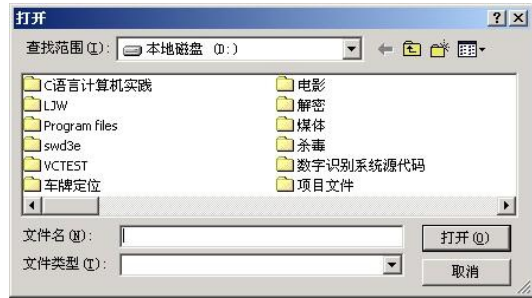 打开
查找范围(I): 本地磁盘 (D:)
C语言计算机实践
LJW
Program files
swd3e
VCTEST
车牌定位
电影
解密
媒体
杀毒
数字识别系统源代码
项目文件
文件名(N): 打开(O)
文件类型(T): 取消